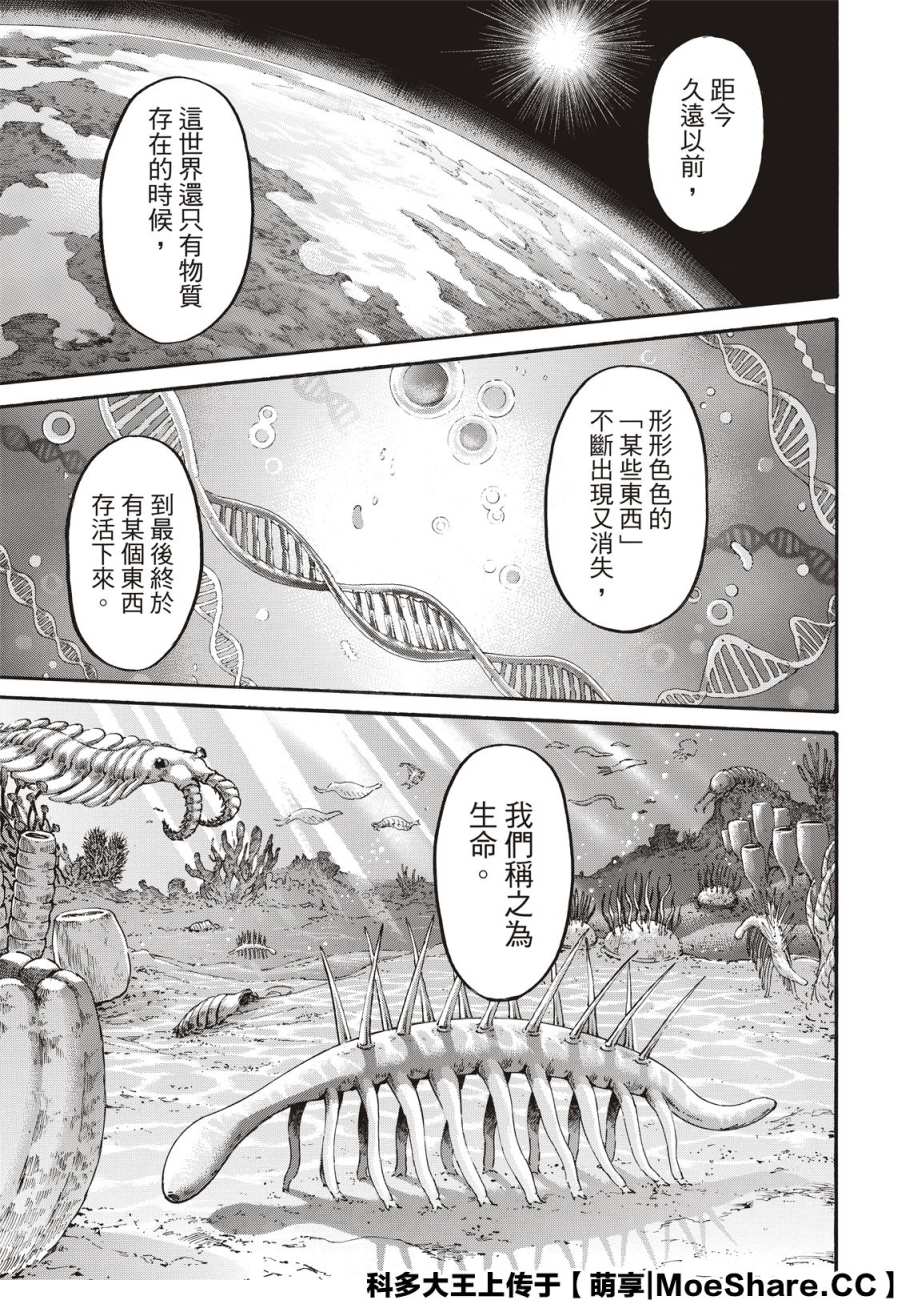 距今
久遠以前，
這世界還只有物質
存在的時候，
形形色色的
「某些東西」
不斷出現又消失，
到最後終於
有某個東西
存活下來。
我們稱之為
生命。
科多大王上传于【萌享|MoeShare.CC】